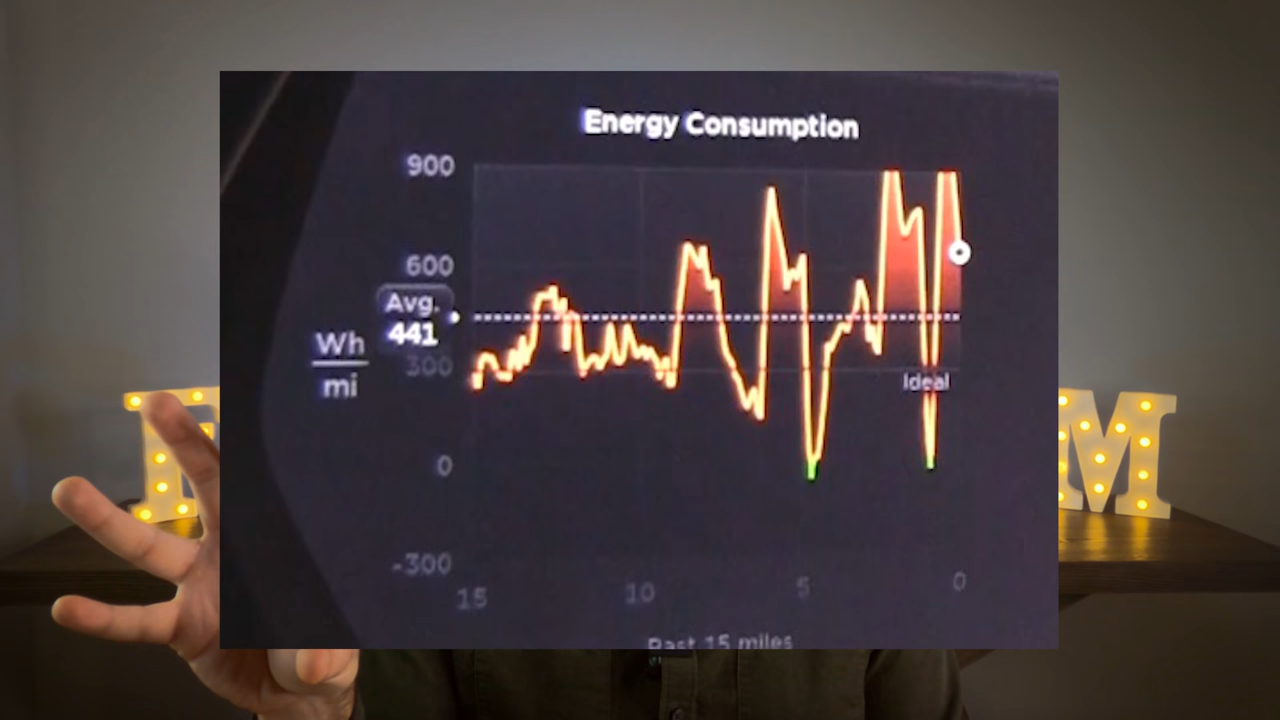 Energy Consumption
900
600
Avg.
441
Wh
mi
300
Ideal
0
-300
15
10
5
0
Past 15 miles
M